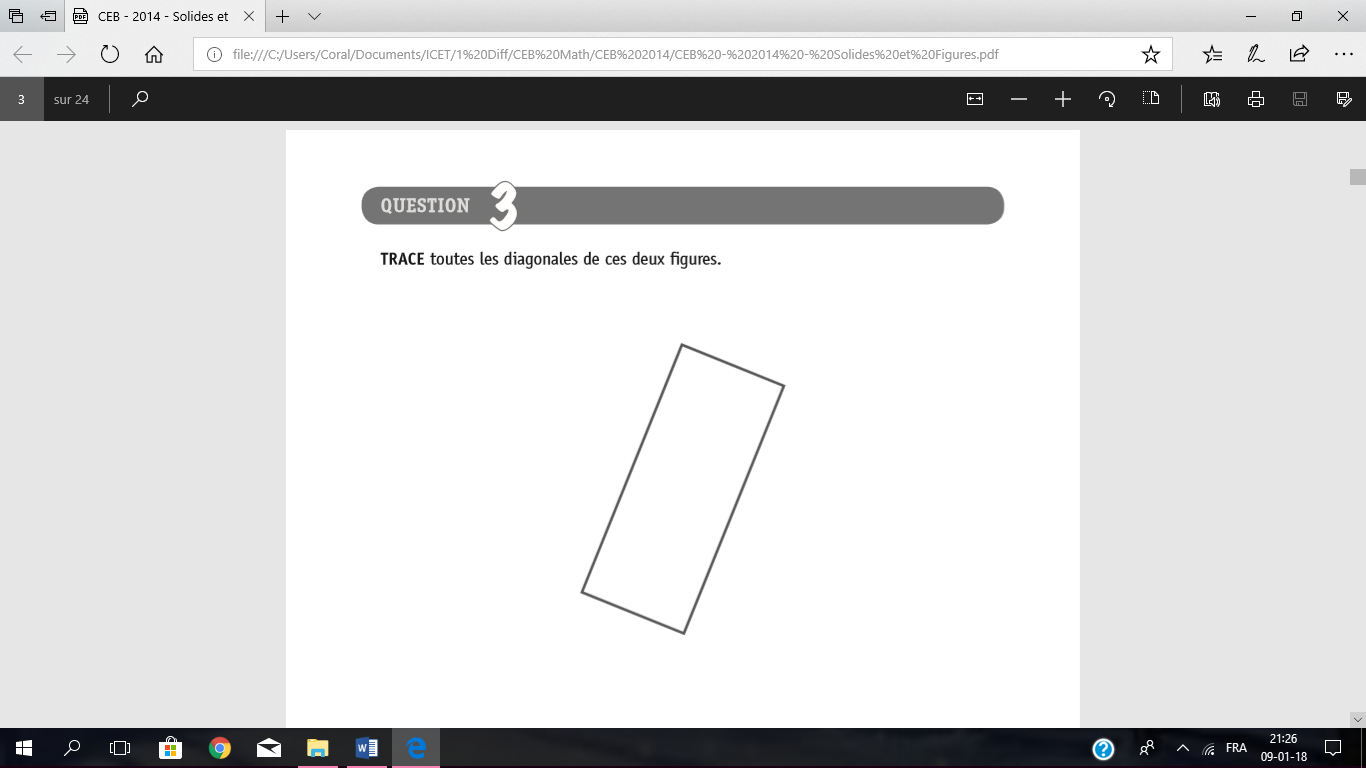 CEB - 2014 - Solides et
file:///C:/Users/Coral/Documents/ICET/1%20Diff/CEB%20Math/CEB%202014/CEB%20-%202014%20-%20Solides%20et%20Figures.pdf
3 sur 24
QUESTION 3
TRACE toutes les diagonales de ces deux figures.
FRA
21:26
09-01-18